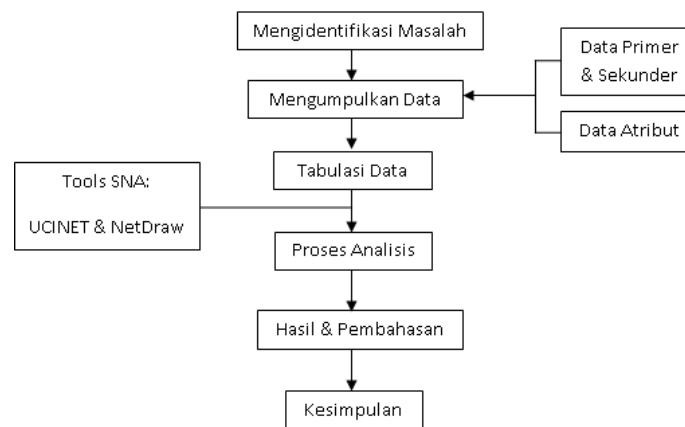 Mengidentifikasi Masalah
Data Primer
& Sekunder
Mengumpulkan Data
Data Atribut
Tabulasi Data
Tools SNA:
UCINET & NetDraw
Proses Analisis
Hasil & Pembahasan
Kesimpulan